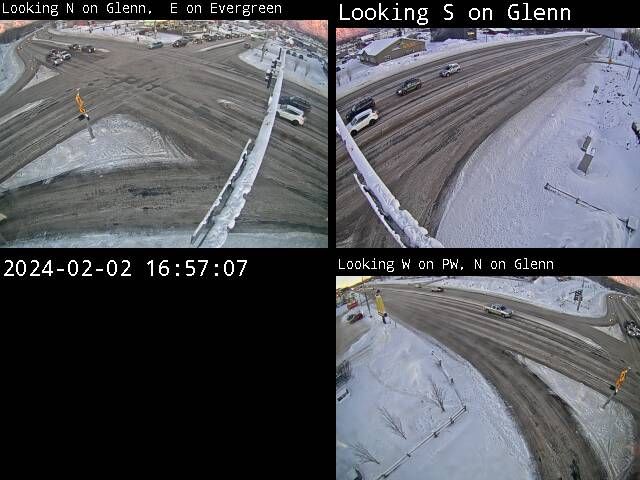 Looking N on Glenn,  E on Evergreen
Looking S on Glenn
2024-02-02 16:57:07
Looking W on PW, N on Glenn